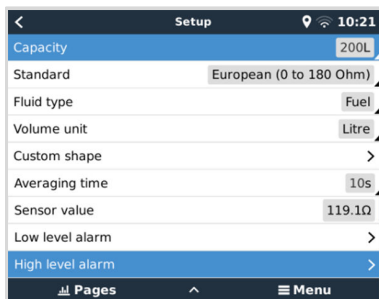 Setup 10:21
Capacity 200L
Standard European (0 to 180 Ohm)
Fluid type Fuel
Volume unit Litre
Custom shape
Averaging time 10s
Sensor value 119.1Ω
Low level alarm
High level alarm
Pages Menu